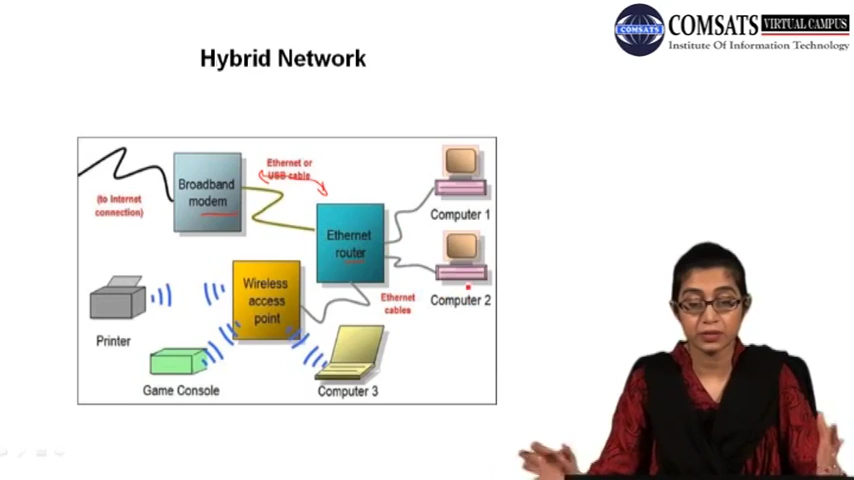 COMSATS VIRTUAL CAMPUS
COMSATS
Institute Of Information Technology
Hybrid Network
Ethernet or
USB cable
Broadband
modem
(to Internet
connection)
Computer 1
Ethernet
router
Wireless
access
point
Ethernet
cables
Computer 2
Printer
Game Console
Computer 3